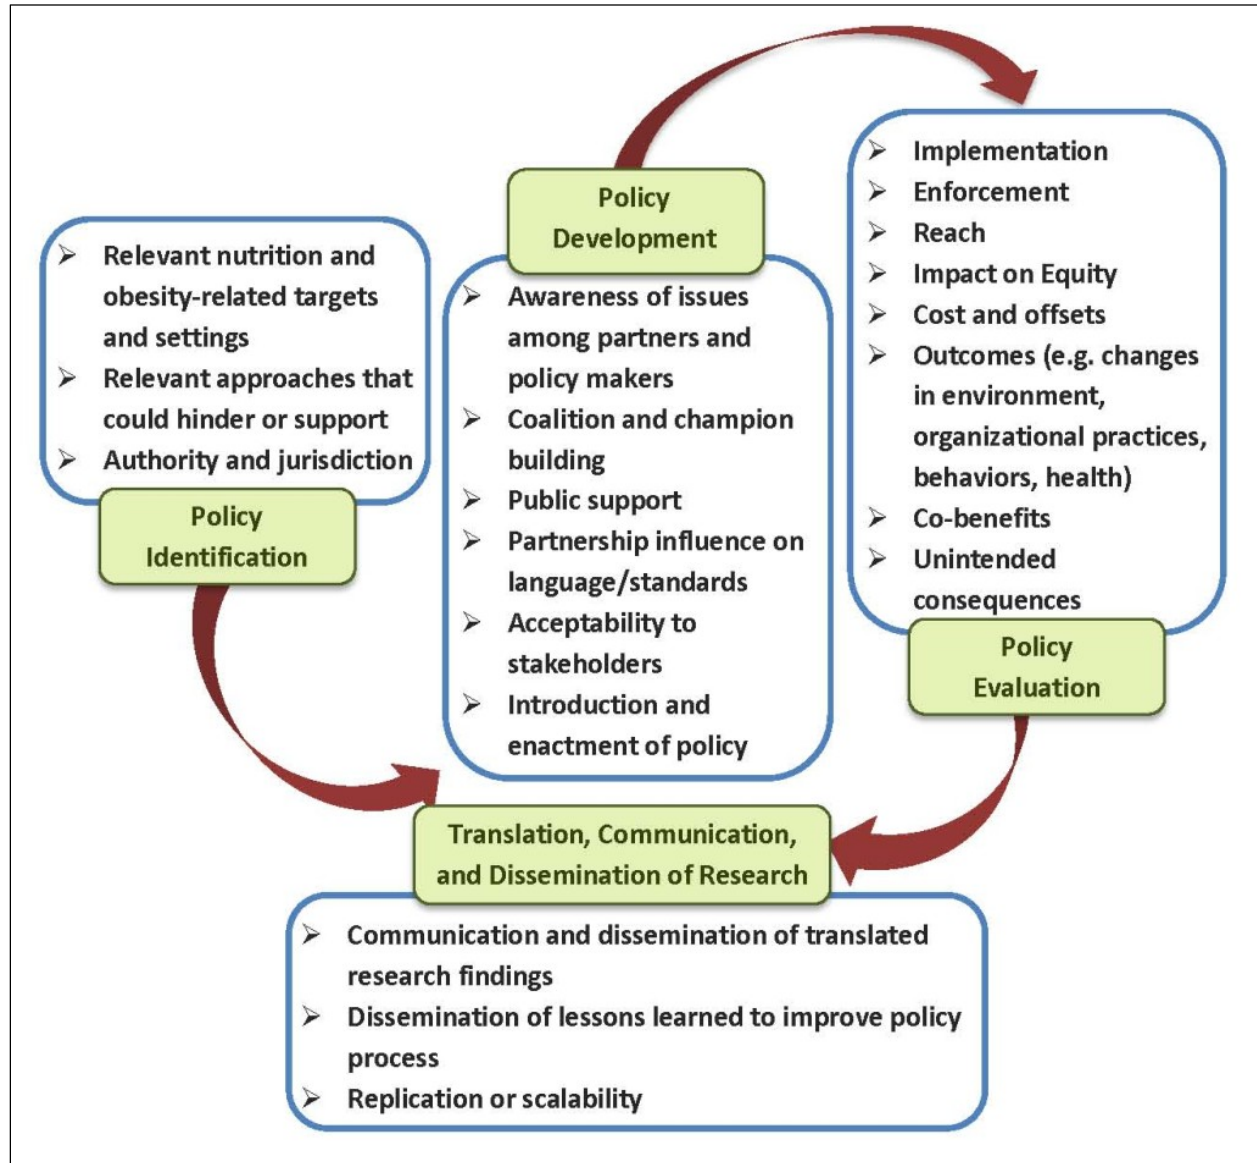 Relevant nutrition and
obesity-related targets
and settings
Relevant approaches that
could hinder or support
Authority and jurisdiction
Policy
Identification
Policy
Development
Awareness of issues
among partners and
policy makers
Coalition and champion
building
Public support
Partnership influence on
language/standards
Acceptability to
stakeholders
Introduction and
enactment of policy
Implementation
Enforcement
Reach
Impact on Equity
Cost and offsets
Outcomes (e.g. changes
in environment,
organizational practices,
behaviors, health)
Co-benefits
Unintended
consequences
Policy
Evaluation
Translation, Communication,
and Dissemination of Research
Communication and dissemination of translated
research findings
Dissemination of lessons learned to improve policy
process
Replication or scalability